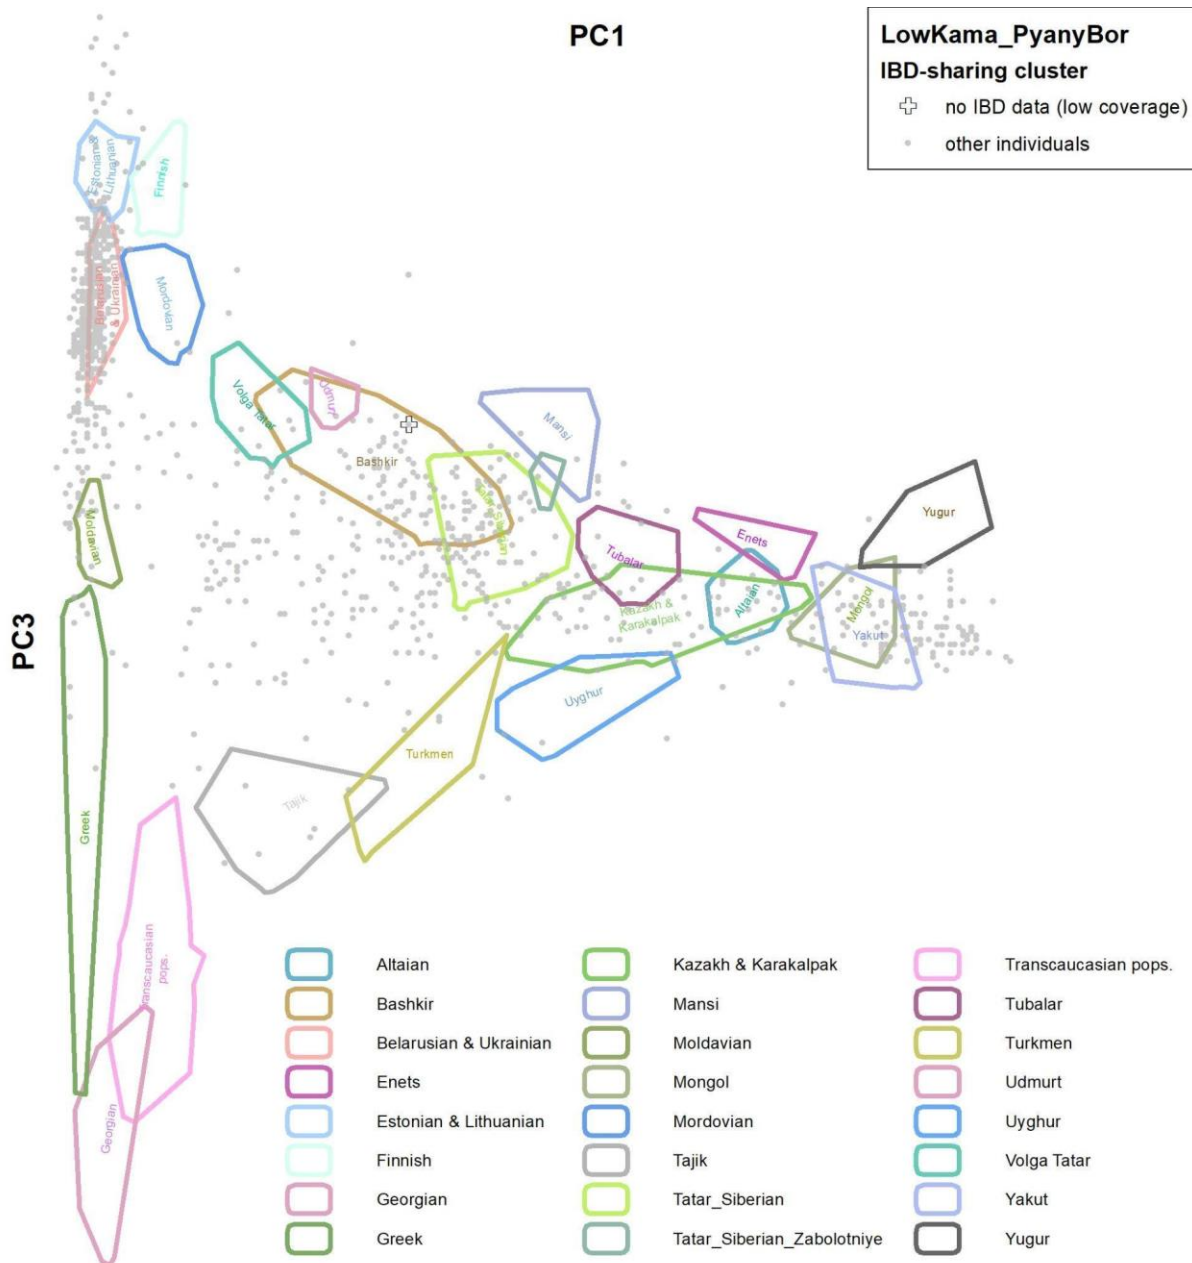 PC1
LowKama_PyanyBor
IBD-sharing cluster
no IBD data (low coverage)
other individuals
Estonian &
Lithuanian
Finnish
Belarusian
& Ukrainian
Mordovian
Volga Tatar
Udmurt
Bashkir
Mansi
Tatar_Siberian
Yugur
Moldavian
Enets
Tubalar
Altaian
Kazakh &
Karakalpak
Mongol
Yakut
PC3
Uyghur
Turkmen
Tajik
Greek
Transcaucasian
pops.
Georgian
Altaian
Bashkir
Belarusian & Ukrainian
Enets
Estonian & Lithuanian
Finnish
Georgian
Greek
Kazakh & Karakalpak
Mansi
Moldavian
Mongol
Mordovian
Tajik
Tatar_Siberian
Tatar_Siberian_Zabolotniye
Transcaucasian pops.
Tubalar
Turkmen
Udmurt
Uyghur
Volga Tatar
Yakut
Yugur